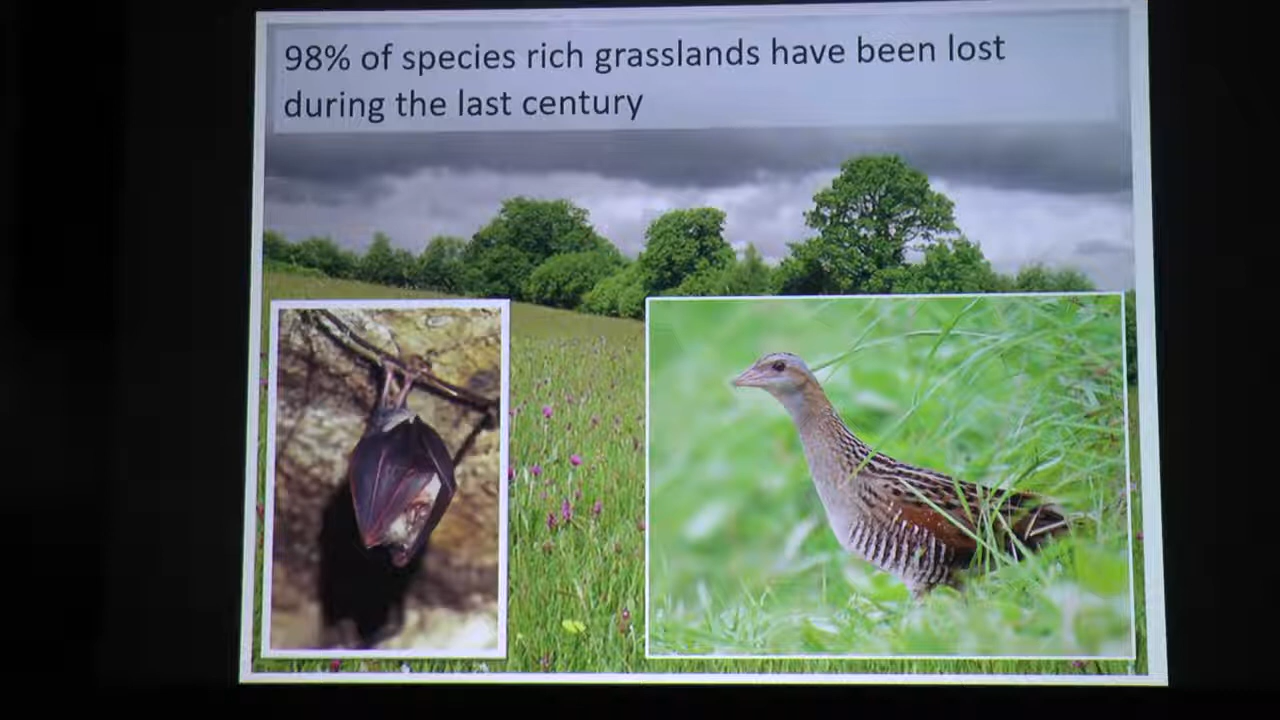 98% of species rich grasslands have been lost
during the last century